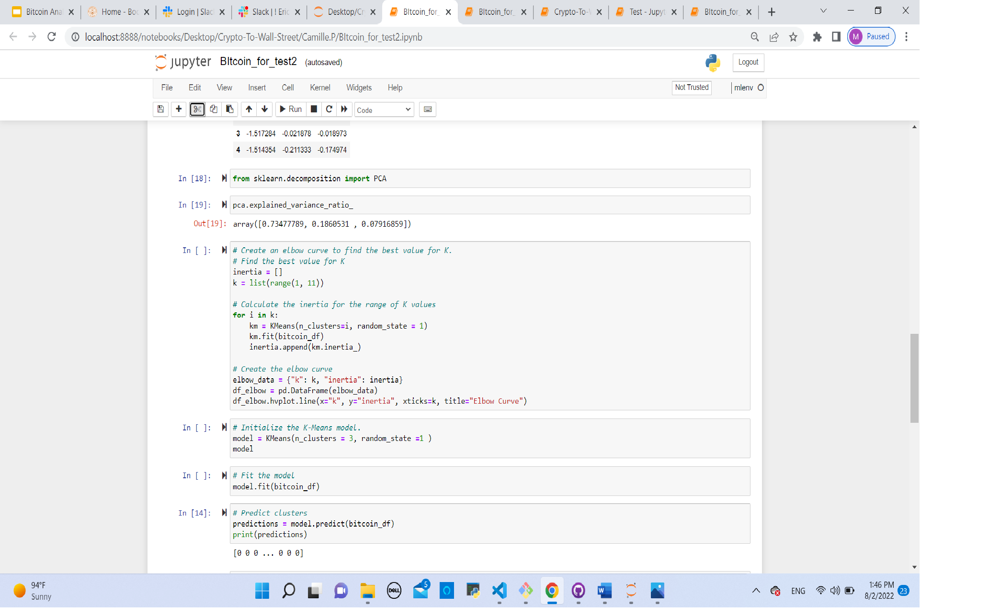 Bitcoin Ana
Home - Boo
Login | Slac
Slack | ! Eric
Desktop/Cr
BItcoin_for_
BItcoin_for_
Crypto-To-W
Test - Jupyt
BItcoin_for_
localhost:8888/notebooks/Desktop/Crypto-To-Wall-Street/Camille.P/BItcoin_for_test2.ipynb
M Paused
jupyter BItcoin_for_test2 (autosaved)
Logout
File Edit View Insert Cell Kernel Widgets Help
Not Trusted
mlenv
Run
Code
3 -1.517284 -0.021878 -0.018973
4 -1.514354 -0.211333 -0.174974
In [18]: from sklearn.decomposition import PCA
In [19]: pca.explained_variance_ratio_
Out[19]: array([0.73477789, 0.1860531 , 0.07916859])
In [ ]: # Create an elbow curve to find the best value for K.
# Find the best value for K
inertia = []
k = list(range(1, 11))
# Calculate the inertia for the range of K values
for i in k:
km = KMeans(n_clusters=i, random_state = 1)
km.fit(bitcoin_df)
inertia.append(km.inertia_)
# Create the elbow curve
elbow_data = {"k": k, "inertia": inertia}
df_elbow = pd.DataFrame(elbow_data)
df_elbow.hvplot.line(x="k", y="inertia", xticks=k, title="Elbow Curve")
In [ ]: # Initialize the K-Means model.
model = KMeans(n_clusters = 3, random_state =1 )
model
In [ ]: # Fit the model
model.fit(bitcoin_df)
In [14]: # Predict clusters
predictions = model.predict(bitcoin_df)
print(predictions)
[0 0 0 ... 0 0 0]
94°F
Sunny
DELL
5
ENG
1:46 PM
8/2/2022
23